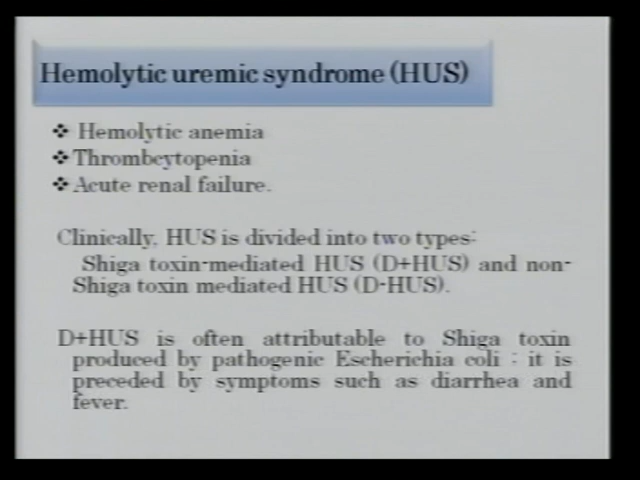 Hemolytic uremic syndrome (HUS)
❖ Hemolytic anemia
❖ Thrombcytopenia
❖ Acute renal failure.
Clinically, HUS is divided into two types:
Shiga toxin-mediated HUS (D+HUS) and non-
Shiga toxin mediated HUS (D-HUS).
D+HUS is often attributable to Shiga toxin
produced by pathogenic Escherichia coli : it is
preceded by symptoms such as diarrhea and
fever.